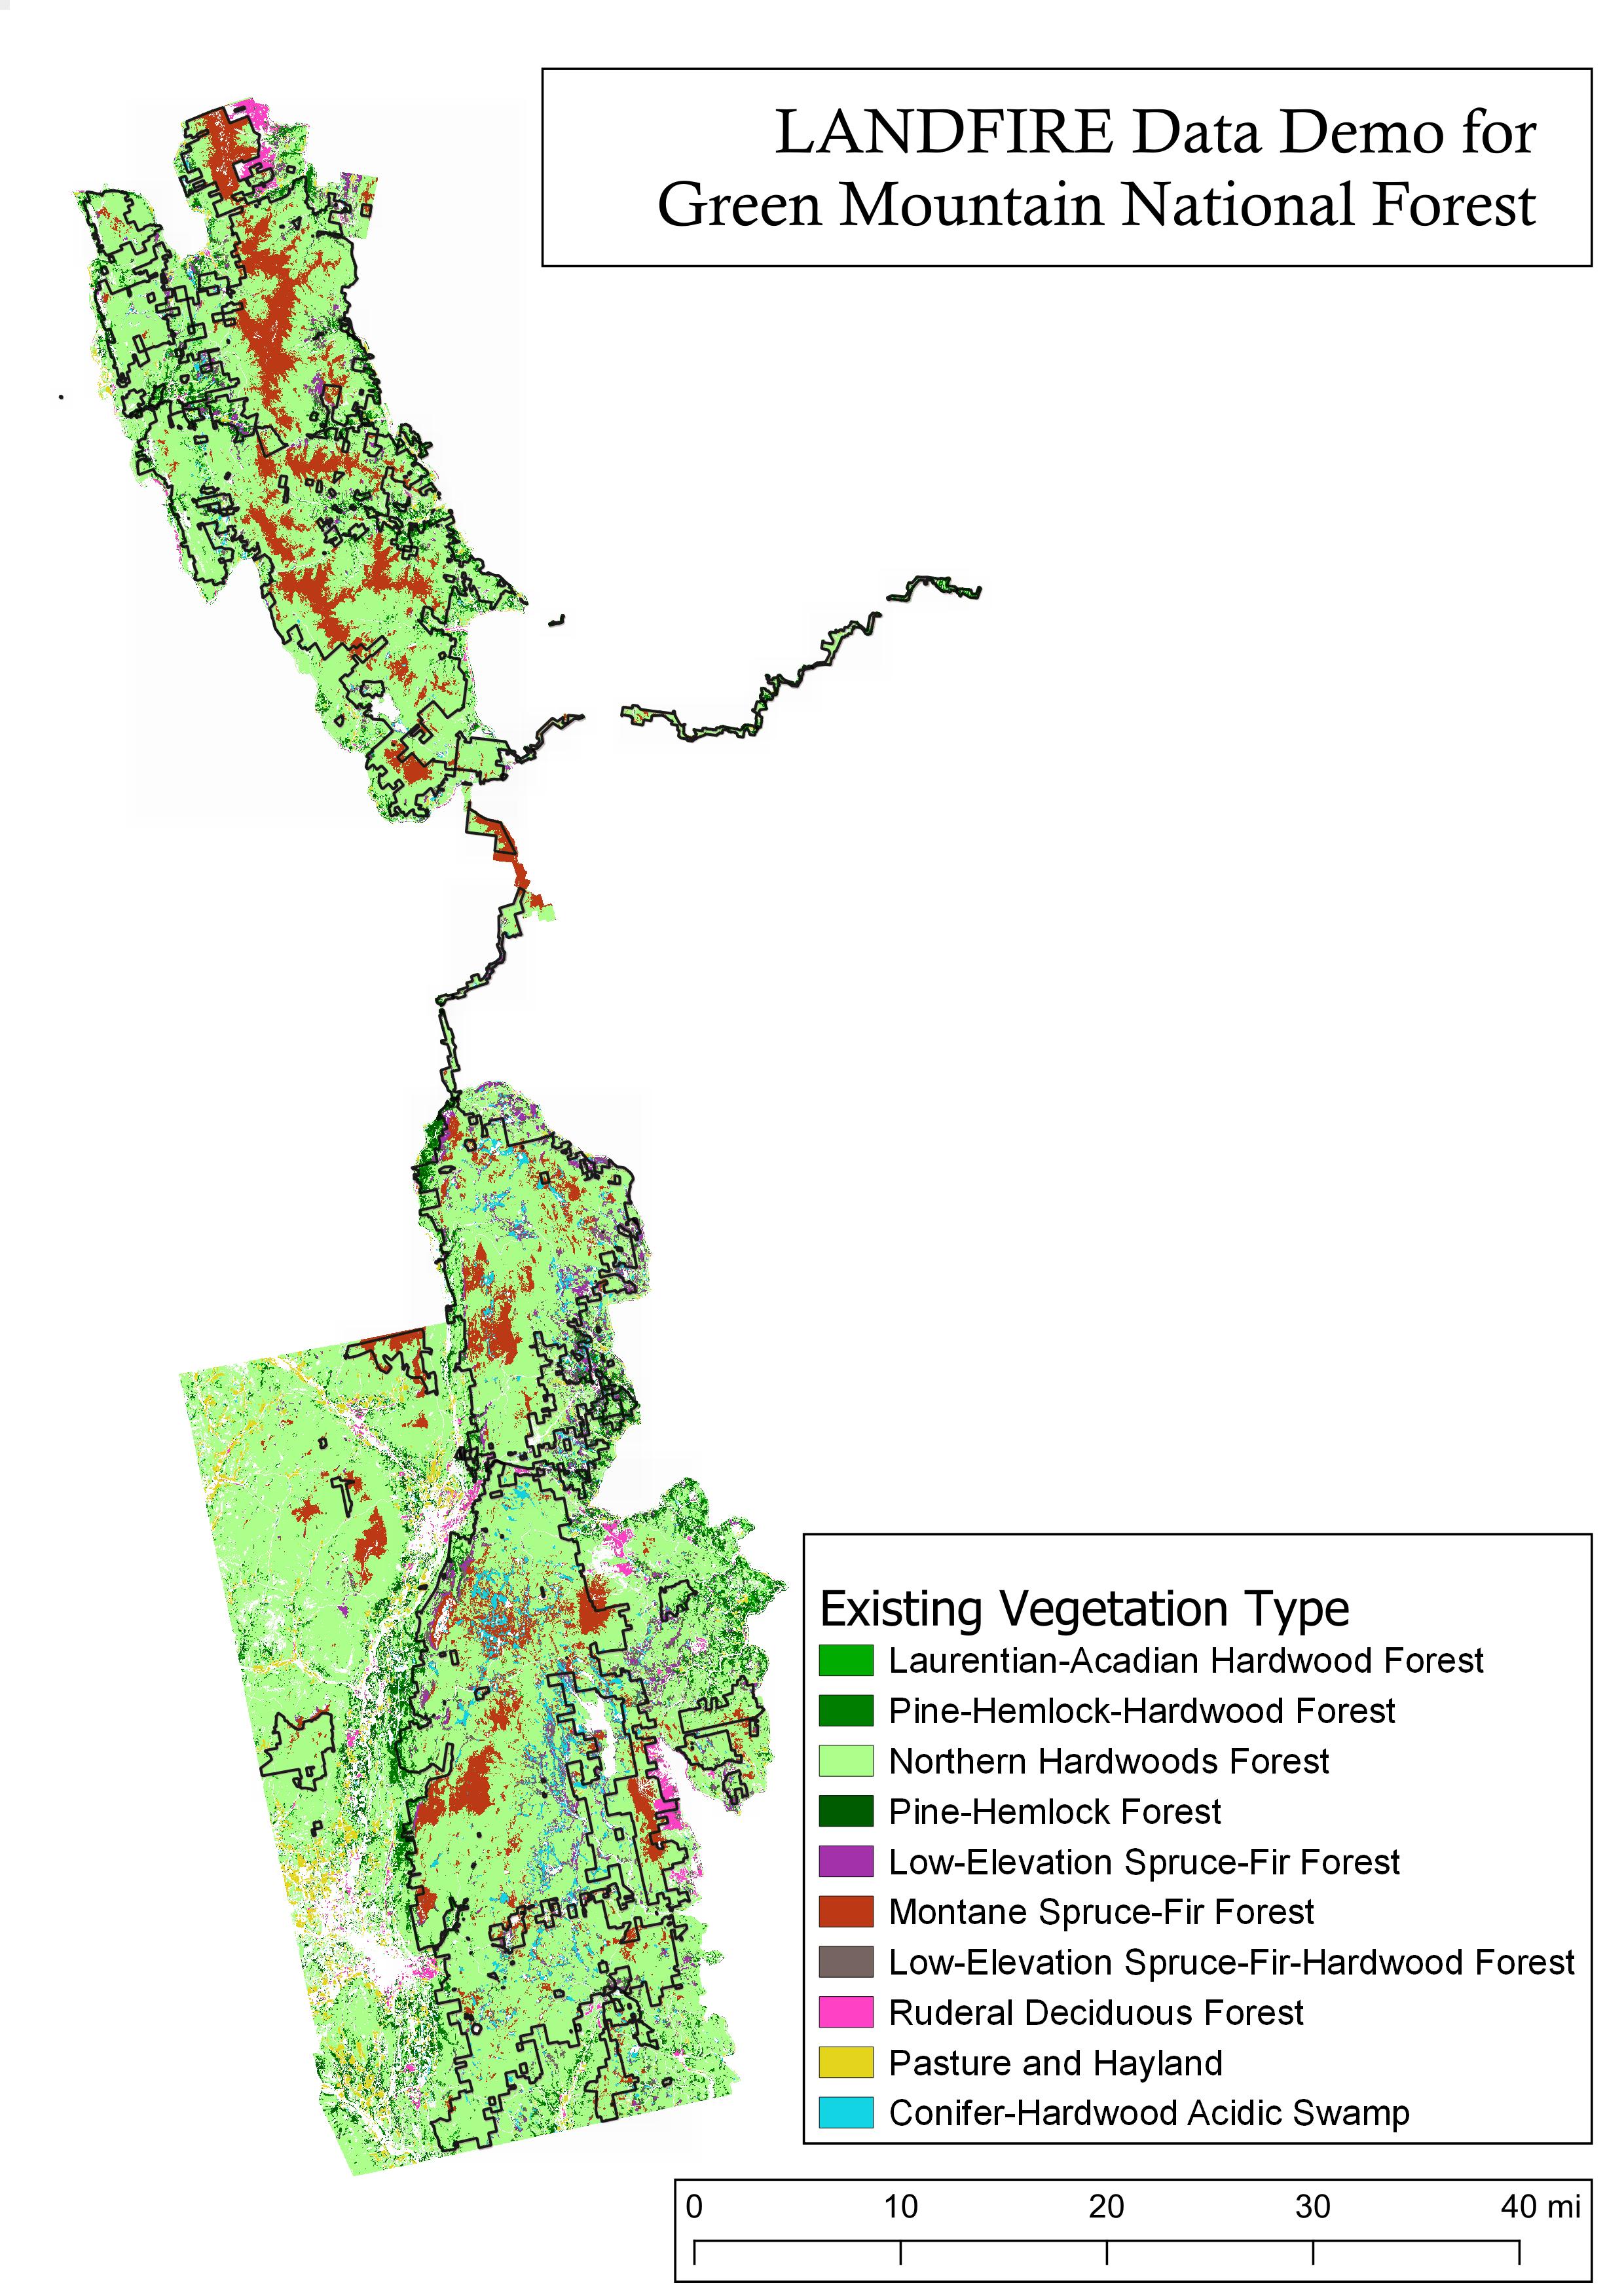 LANDFIRE Data Demo for
Green Mountain National Forest
Existing Vegetation Type
Laurentian-Acadian Hardwood Forest
Pine-Hemlock-Hardwood Forest
Northern Hardwoods Forest
Pine-Hemlock Forest
Low-Elevation Spruce-Fir Forest
Montane Spruce-Fir Forest
Low-Elevation Spruce-Fir-Hardwood Forest
Ruderal Deciduous Forest
Pasture and Hayland
Conifer-Hardwood Acidic Swamp
0 10 20 30 40 mi